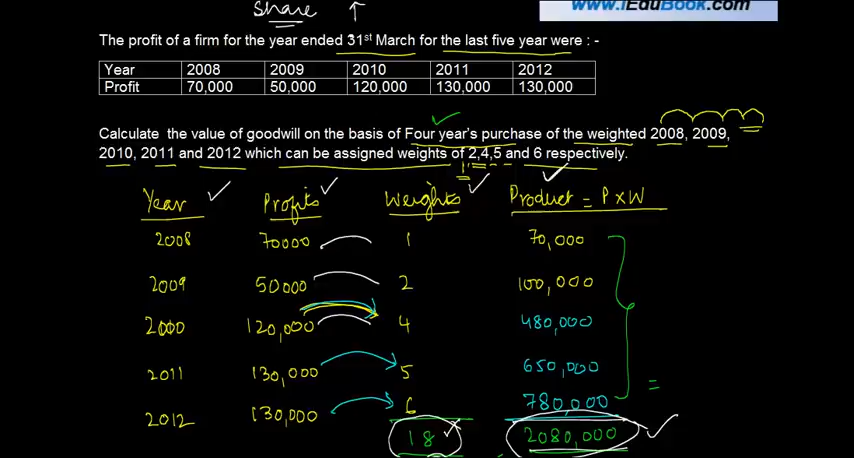 share ↑
www.iEduBook.com
The profit of a firm for the year ended 31st March for the last five year were : -
Year 2008 2009 2010 2011 2012
Profit 70,000 50,000 120,000 130,000 130,000
Calculate the value of goodwill on the basis of Four year's purchase of the weighted 2008, 2009,
2010, 2011 and 2012 which can be assigned weights of 2,4,5 and 6 respectively.
1
Year Profits Weights Product = P x W
2008 70000 1 70,000
2009 50000 2 100,000
2000 120,000 4 480,000
2011 130,000 5 650,000
2012 130,000 6 780,000
=
18 2080,000